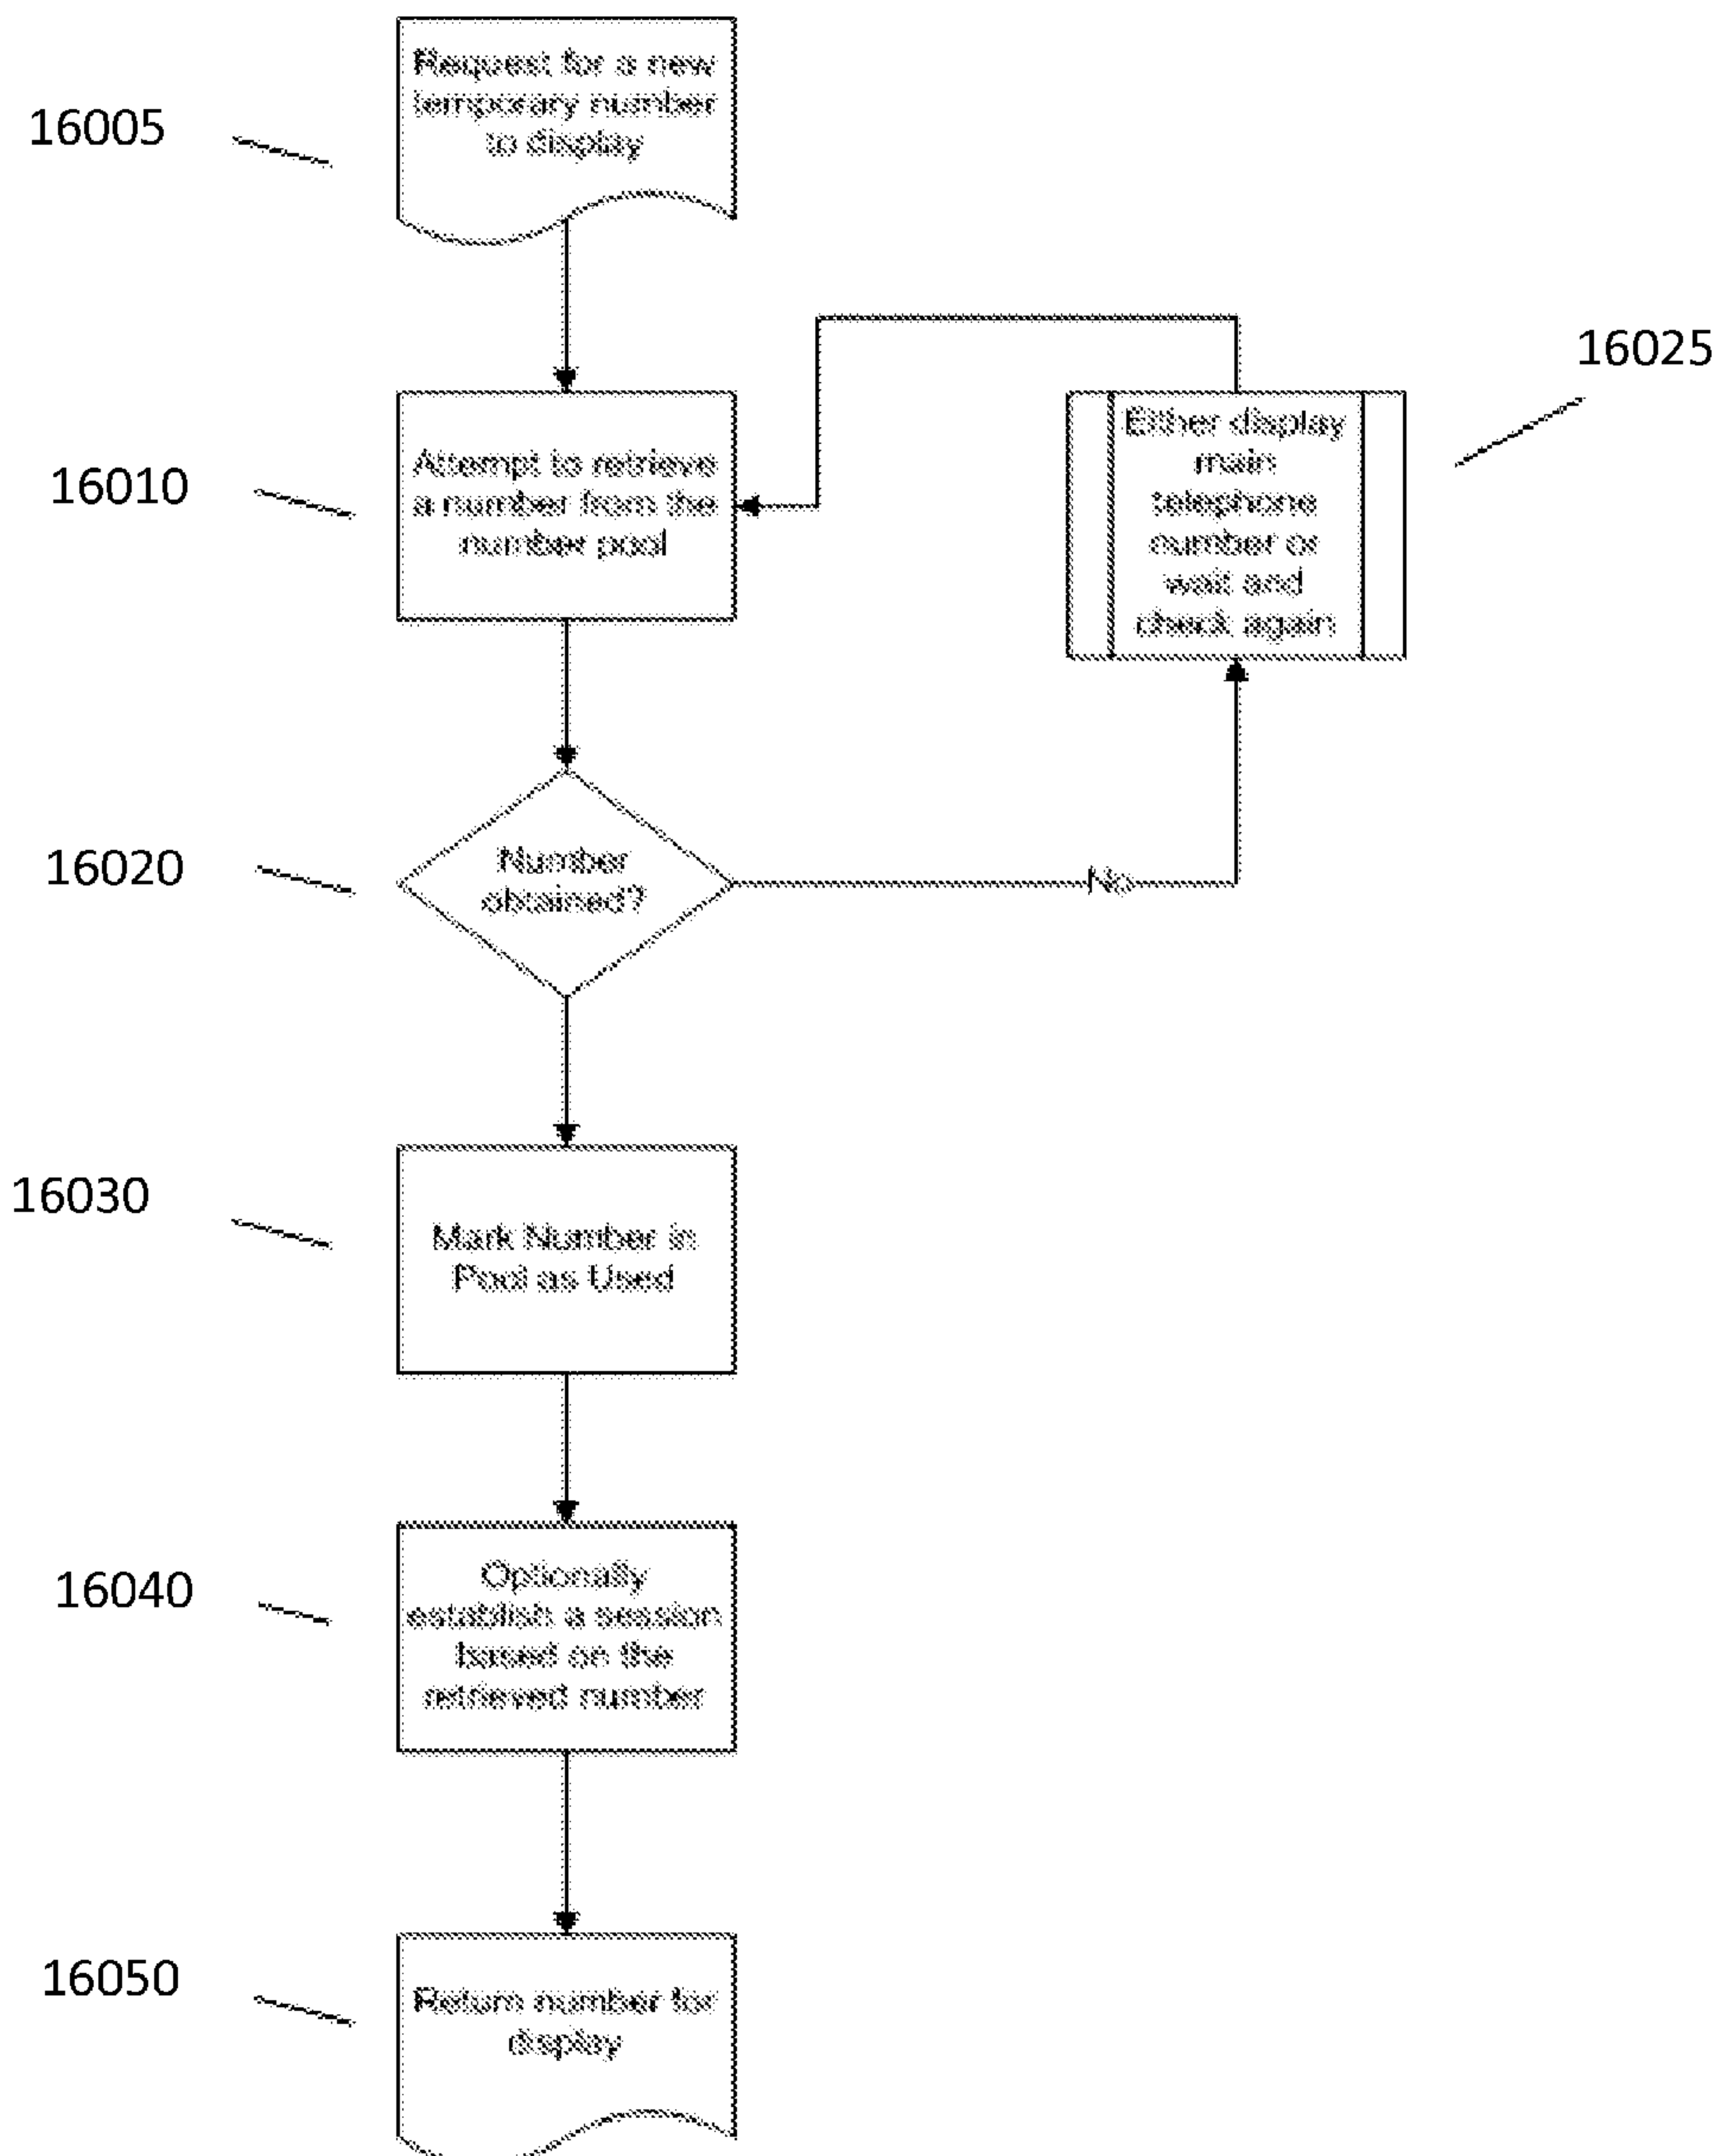 16005
Request for a new
temporary number
to display
16010
Attempt to retrieve
a number from the
number pool
16025
Either display
main
telephone
number or
wait and
check again
16020
Number
obtained?
No
16030
Mark Number in
Pool as Used
16040
Optionally
establish a session
based on the
retrieved number
16050
Return number for
display